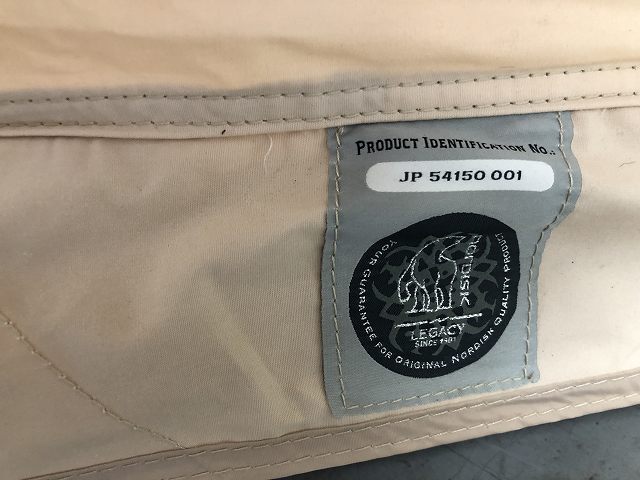 PRODUCT IDENTIFICATION NO.:
JP 54150 001
NORDISK
LEGACY
SINCE 1901
YOUR GUARANTEE FOR ORIGINAL NORDISK QUALITY PRODUCT